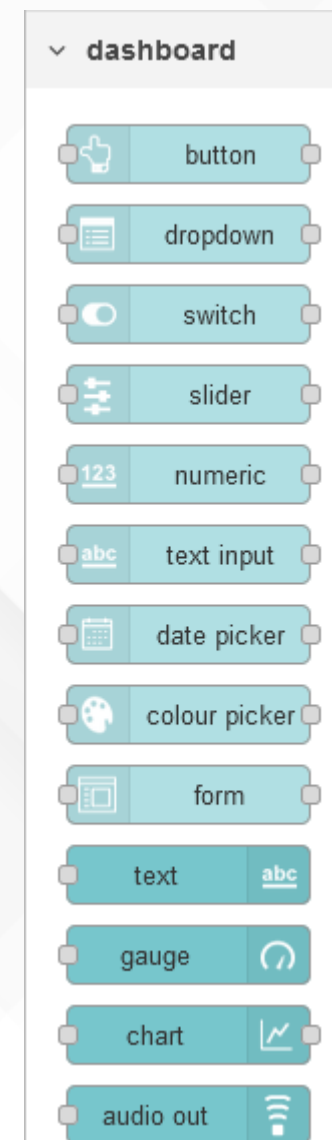 dashboard
button
dropdown
switch
slider
123 numeric
abc text input
date picker
colour picker
form
text abc
gauge
chart
audio out